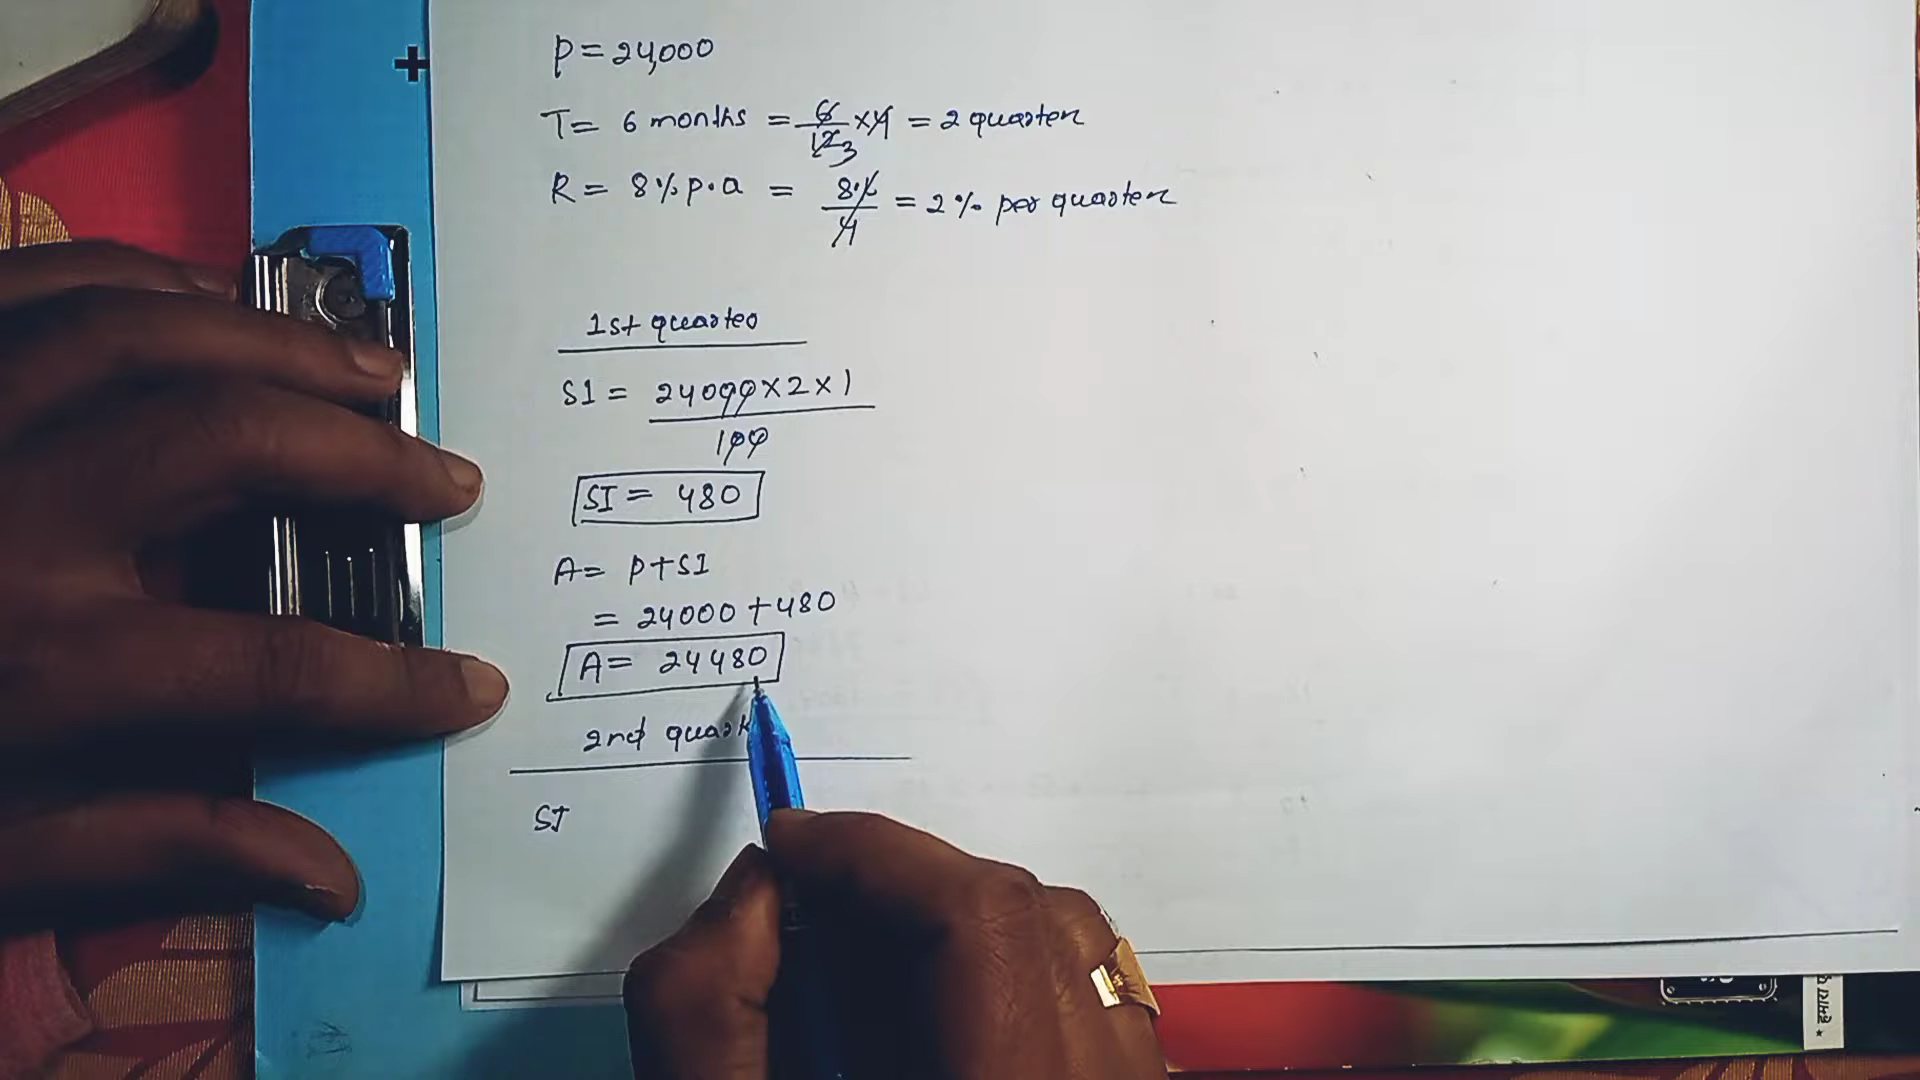 P = 24,000
T = 6 months = 6/12 3 × 4 = 2 quarter
R = 8% p.a = 8%/4 = 2% per quarter
1st quarter
SI = 24000 × 2 × 1
100
SI = 480
A = P + SI
= 24000 + 480
A = 24480
2nd
SI